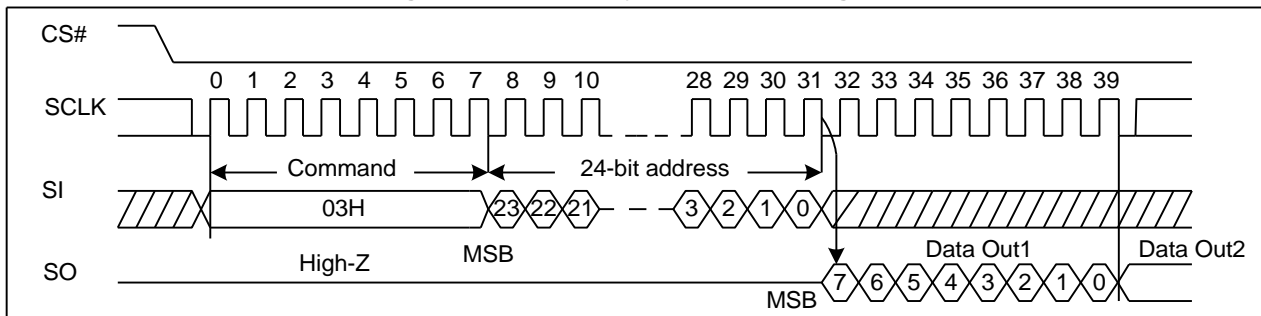 CS#
0 1 2 3 4 5 6 7 8 9 10 28 29 30 31 32 33 34 35 36 37 38 39
SCLK
Command 24-bit address
SI
03H 23 22 21 3 2 1 0
MSB Data Out1 Data Out2
High-Z
SO
7 6 5 4 3 2 1 0
MSB